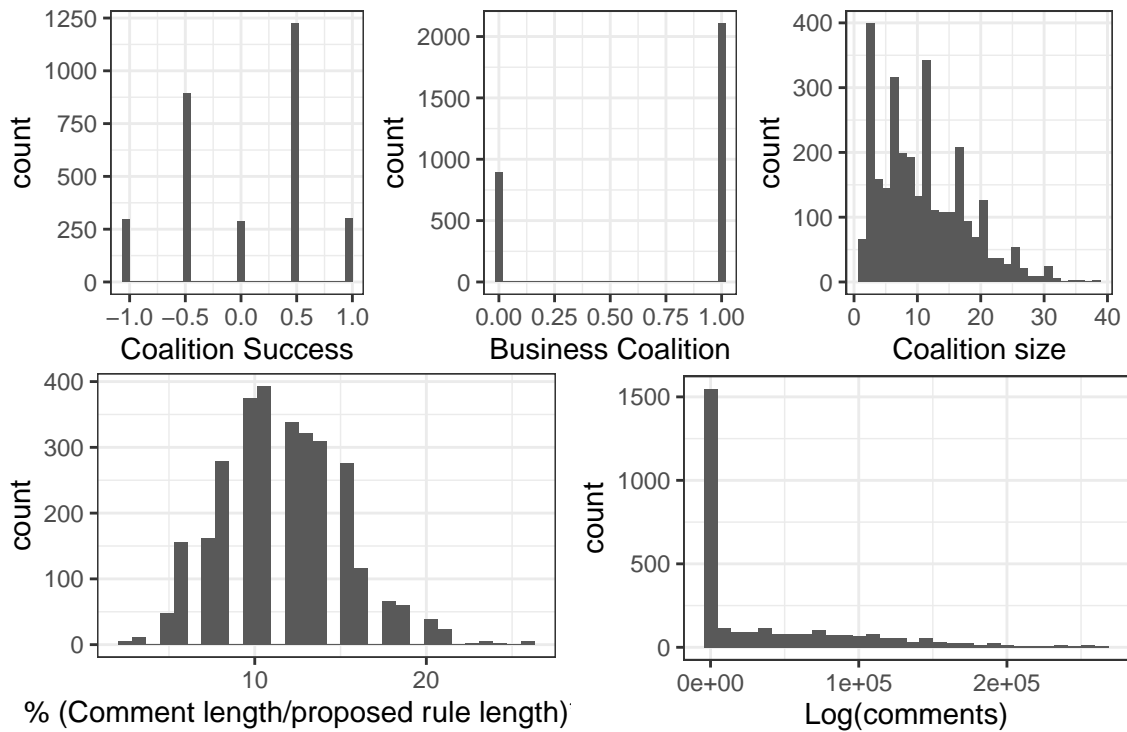 1250
1000
750
500
250
0
count
−1.0 −0.5 0.0 0.5 1.0
Coalition Success
2000
1500
1000
500
0
count
0.00 0.25 0.50 0.75 1.00
Business Coalition
400
300
200
100
0
count
0 10 20 30 40
Coalition size
400
300
200
100
0
count
10 20
% (Comment length/proposed rule length)
1500
1000
500
0
count
0e+00 1e+05 2e+05
Log(comments)